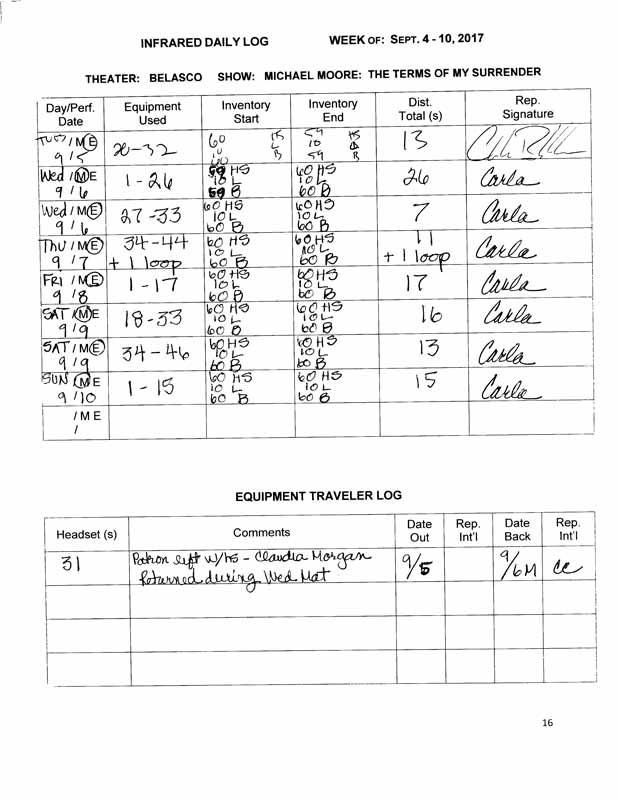 INFRARED DAILY LOG WEEK OF: SEPT. 4 - 10, 2017
THEATER: BELASCO SHOW: MICHAEL MOORE: THE TERMS OF MY SURRENDER
Day/Perf. Date Equipment Used Inventory Start Inventory End Dist. Total (s) Rep. Signature
TUES / M E 9 / 5 20-32 60 HS 10 L 60 B 59 HS 10 L 59 B 13
Wed / M E 9 / 6 1 - 26 59 HS 10 L 59 B 60 HS 10 L 60 B 26 Carla
Wed / M E 9 / 6 27 - 33 60 HS 10 L 60 B 60 HS 10 L 60 B 7 Carla
Thu / M E 9 / 7 34-44 + 1 loop 60 HS 10 L 60 B 60 HS 10 L 60 B 11 + 1 loop Carla
FRI / M E 9 / 8 1 - 17 60 HS 10 L 60 B 60 HS 10 L 60 B 17 Carla
SAT / M E 9 / 9 18-33 60 HS 10 L 60 B 60 HS 10 L 60 B 16 Carla
SAT / M E 9 / 9 34 - 46 60 HS 10 L 60 B 60 HS 10 L 60 B 13 Carla
SUN / M E 9 / 10 1 - 15 60 HS 10 L 60 B 60 HS 10 L 60 B 15 Carla
/ M E /
EQUIPMENT TRAVELER LOG
Headset (s) Comments Date Out Rep. Int'l Date Back Rep. Int'l
31 Patron left w/HS - Claudia Morgan 9/5 9/6M CC
Returned during Wed Mat
16